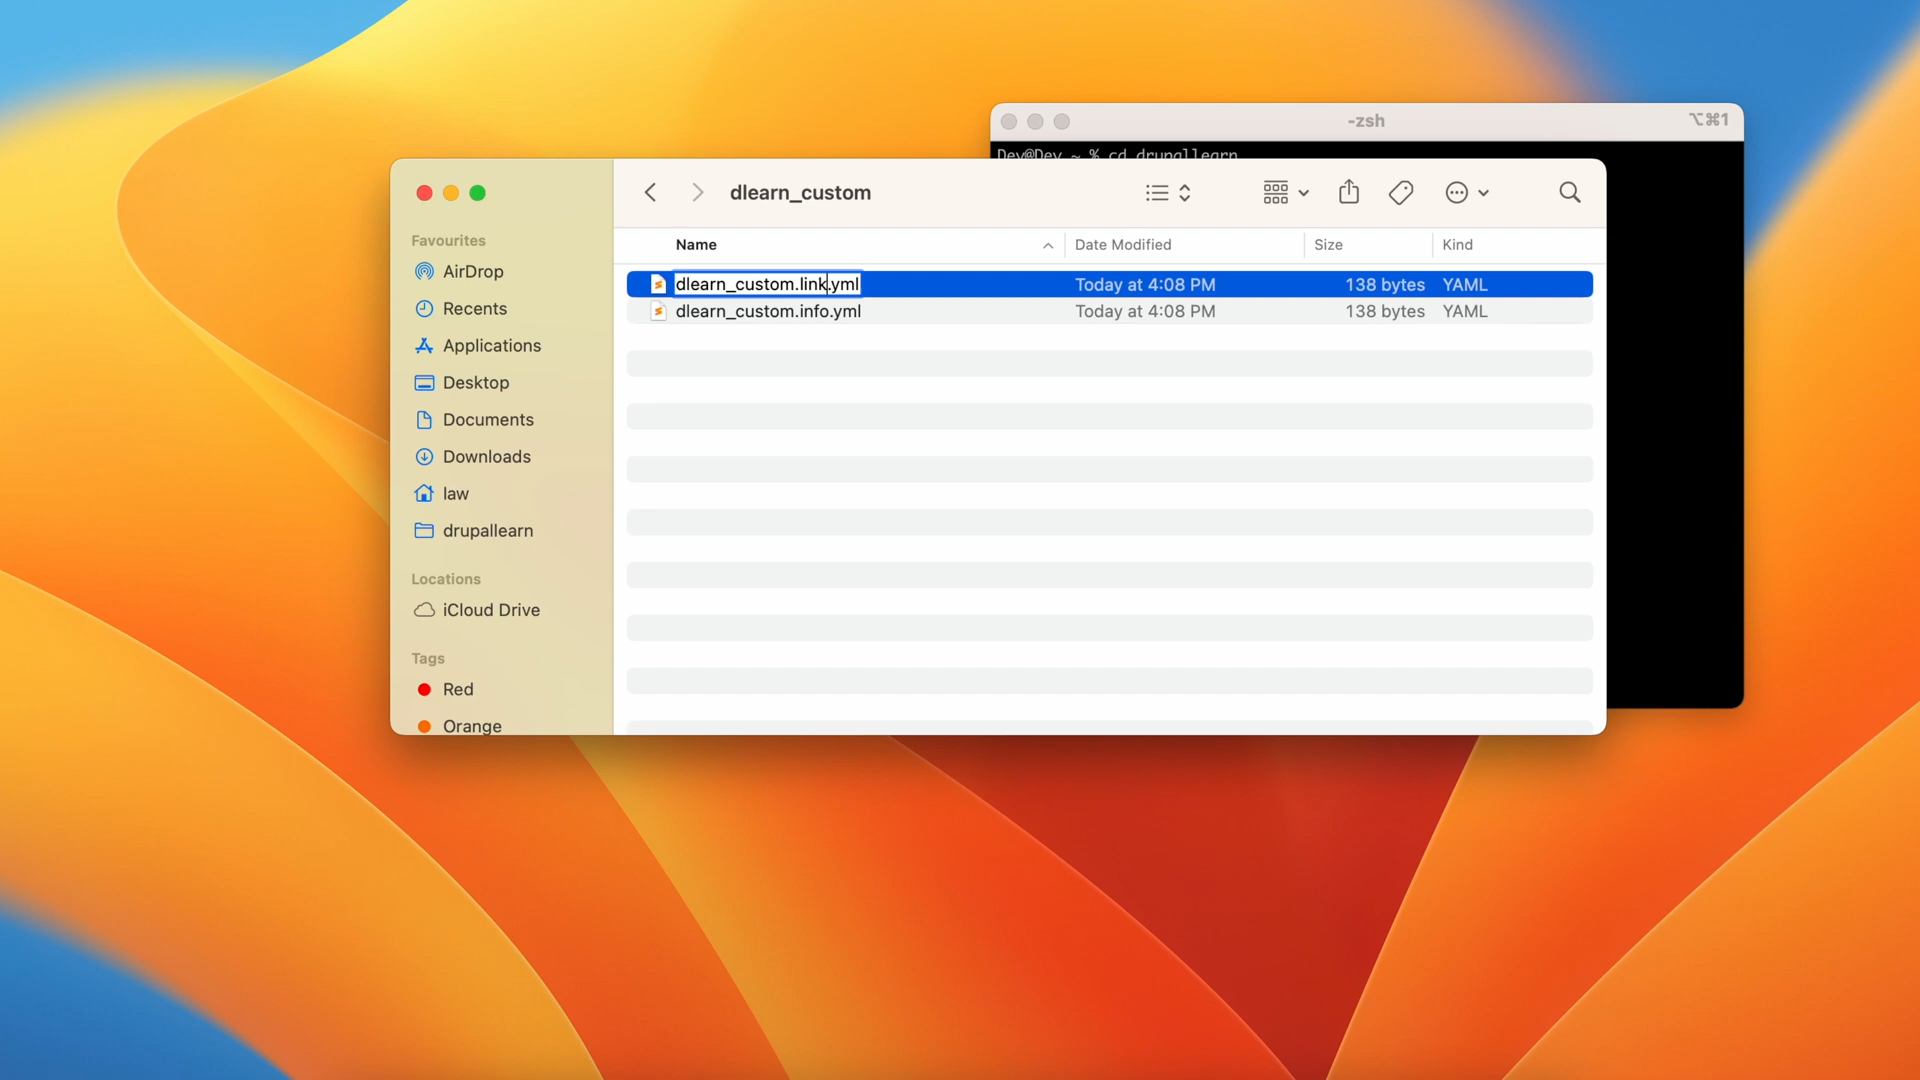 -zsh
⌥⌘1
Dev@Dev ~ % cd drupallearn
dlearn_custom
Favourites
AirDrop
Recents
Applications
Desktop
Documents
Downloads
law
drupallearn
Locations
iCloud Drive
Tags
Red
Orange
Name Date Modified Size Kind
dlearn_custom.link.yml Today at 4:08 PM 138 bytes YAML
dlearn_custom.info.yml Today at 4:08 PM 138 bytes YAML